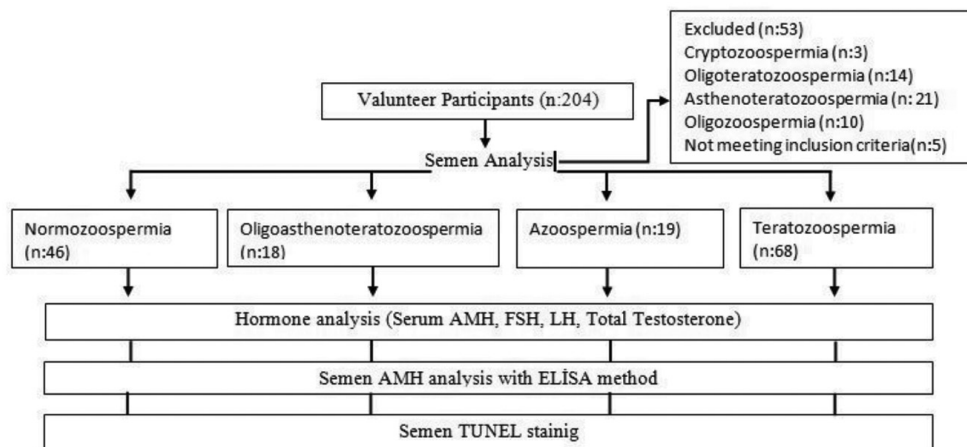 Excluded (n:53)
Cryptozoospermia (n:3)
Oligoteratozoospermia (n:14)
Asthenoteratozoospermia (n: 21)
Oligozoospermia (n:10)
Not meeting inclusion criteria(n:5)
Valunteer Participants (n:204)
Semen Analysis
Normozoospermia
(n:46)
Oligoasthenoteratozoospermia
(n:18)
Azoospermia (n:19)
Teratozoospermia
(n:68)
Hormone analysis (Serum AMH, FSH, LH, Total Testosterone)
Semen AMH analysis with ELİSA method
Semen TUNEL stainig